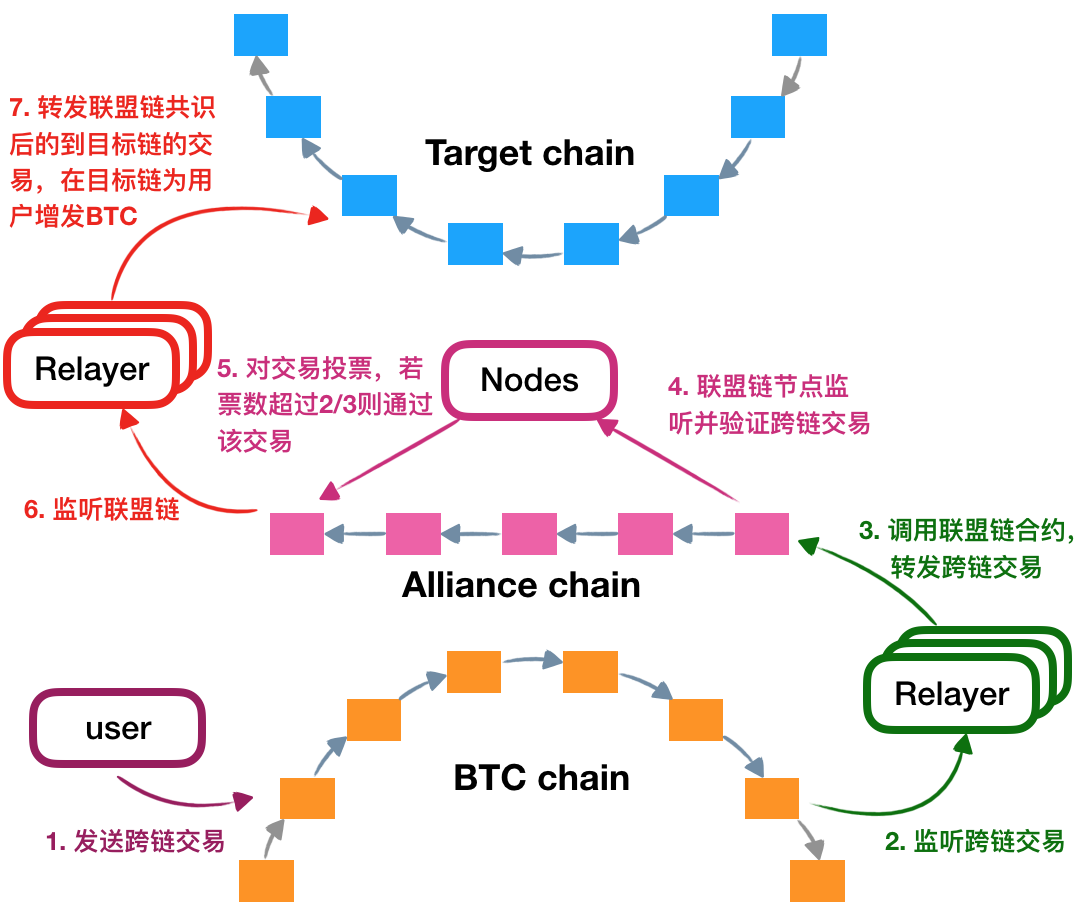 7. 转发联盟链共识
后的到目标链的交
易，在目标链为用
户增发BTC
Target chain
Relayer
5. 对交易投票，若
票数超过2/3则通过
该交易
Nodes
4. 联盟链节点监
听并验证跨链交易
6. 监听联盟链
3. 调用联盟链合约,
转发跨链交易
Alliance chain
Relayer
user
BTC chain
1. 发送跨链交易
2. 监听跨链交易